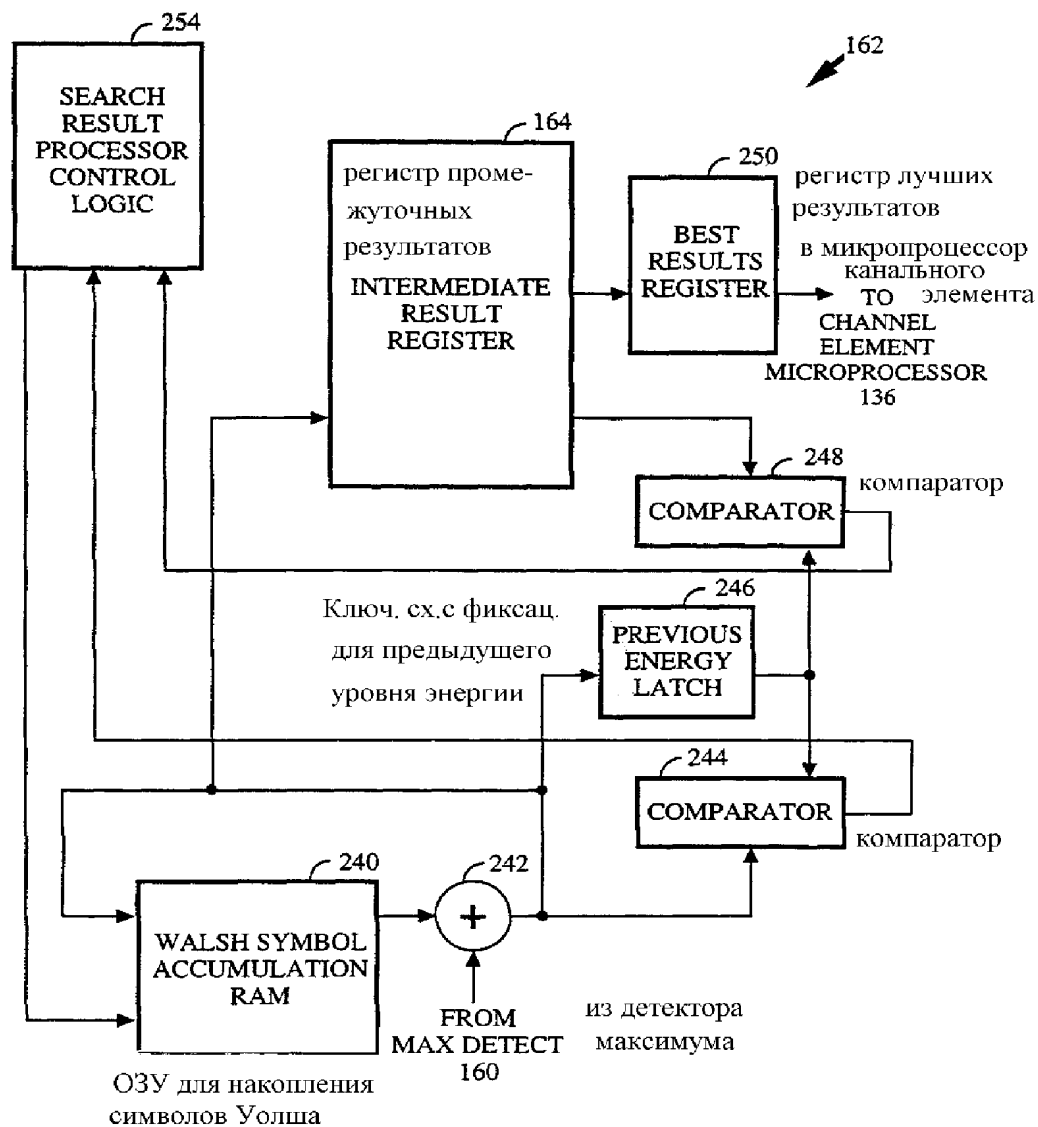 254
162
SEARCH
RESULT
PROCESSOR
CONTROL
LOGIC
164
регистр проме-
жуточных
результатов
INTERMEDIATE
RESULT
REGISTER
250
BEST
RESULTS
REGISTER
регистр лучших
результатов
в микропроцессор
канального
элемента
TO
CHANNEL
ELEMENT
MICROPROCESSOR
136
248
COMPARATOR
компаратор
246
Ключ. сх.с фиксац.
для предыдущего
уровня энергии
PREVIOUS
ENERGY
LATCH
244
COMPARATOR
компаратор
240
WALSH SYMBOL
ACCUMULATION
RAM
242
+
FROM
MAX DETECT
160
из детектора
максимума
ОЗУ для накопления
символов Уолша